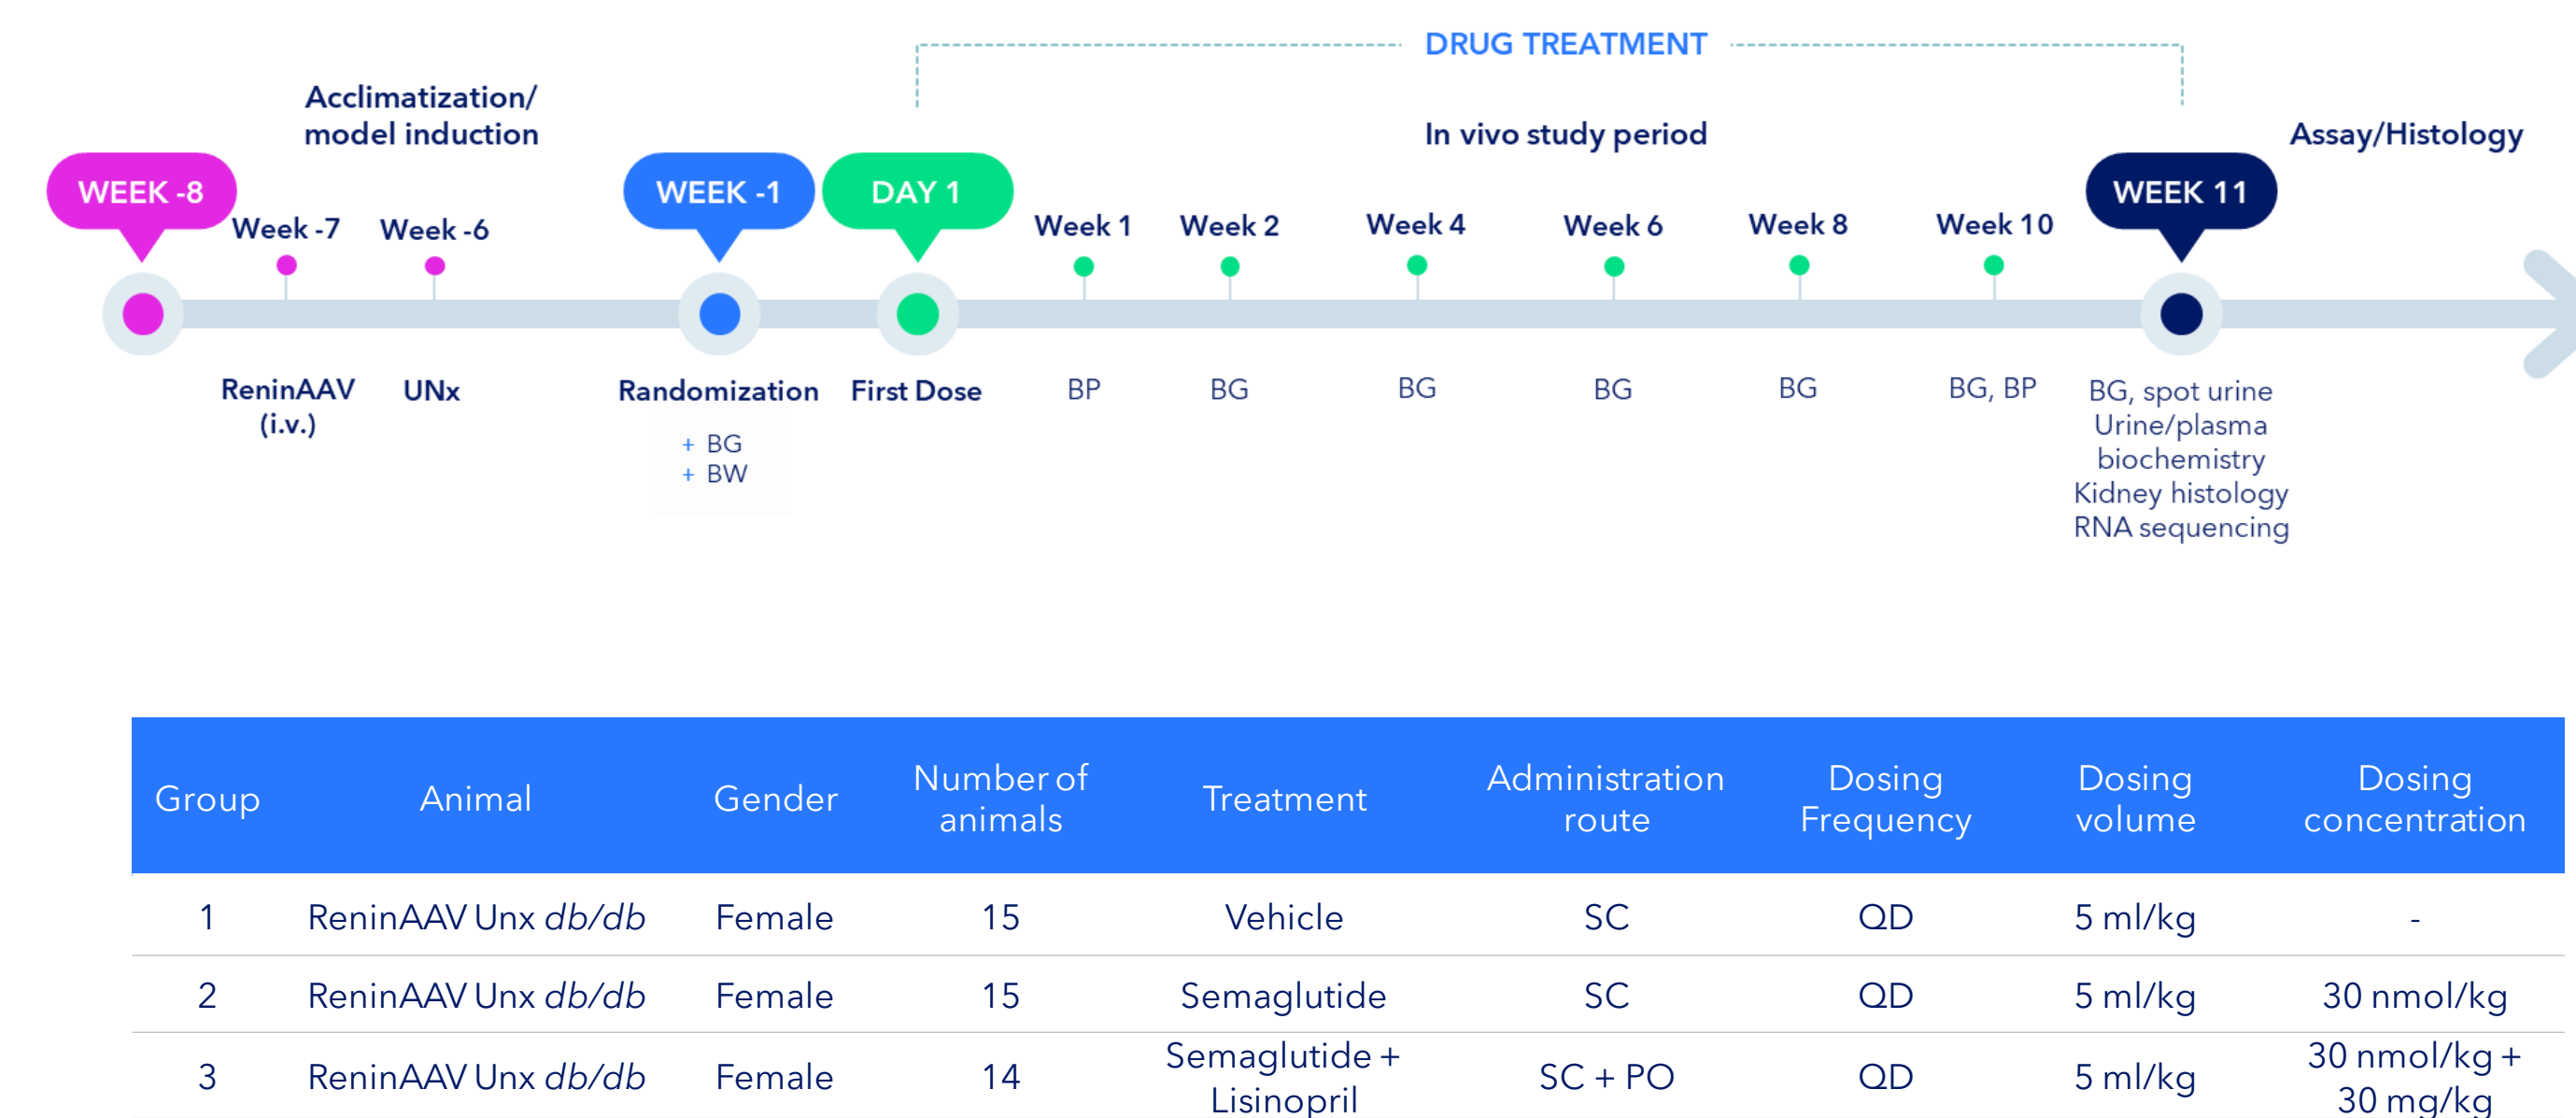 DRUG TREATMENT
Acclimatization/
model induction
In vivo study period
Assay/Histology
WEEK -8
Week -7
Week -6
WEEK -1
DAY 1
Week 1
Week 2
Week 4
Week 6
Week 8
Week 10
WEEK 11
ReninAAV
(i.v.)
UNx
Randomization
+ BG
+ BW
First Dose
BP
BG
BG
BG
BG
BG, BP
BG, spot urine
Urine/plasma
biochemistry
Kidney histology
RNA sequencing
Group Animal Gender Number of animals Treatment Administration route Dosing Frequency Dosing volume Dosing concentration
1 ReninAAV Unx db/db Female 15 Vehicle SC QD 5 ml/kg -
2 ReninAAV Unx db/db Female 15 Semaglutide SC QD 5 ml/kg 30 nmol/kg
3 ReninAAV Unx db/db Female 14 Semaglutide + Lisinopril SC + PO QD 5 ml/kg 30 nmol/kg + 30 mg/kg